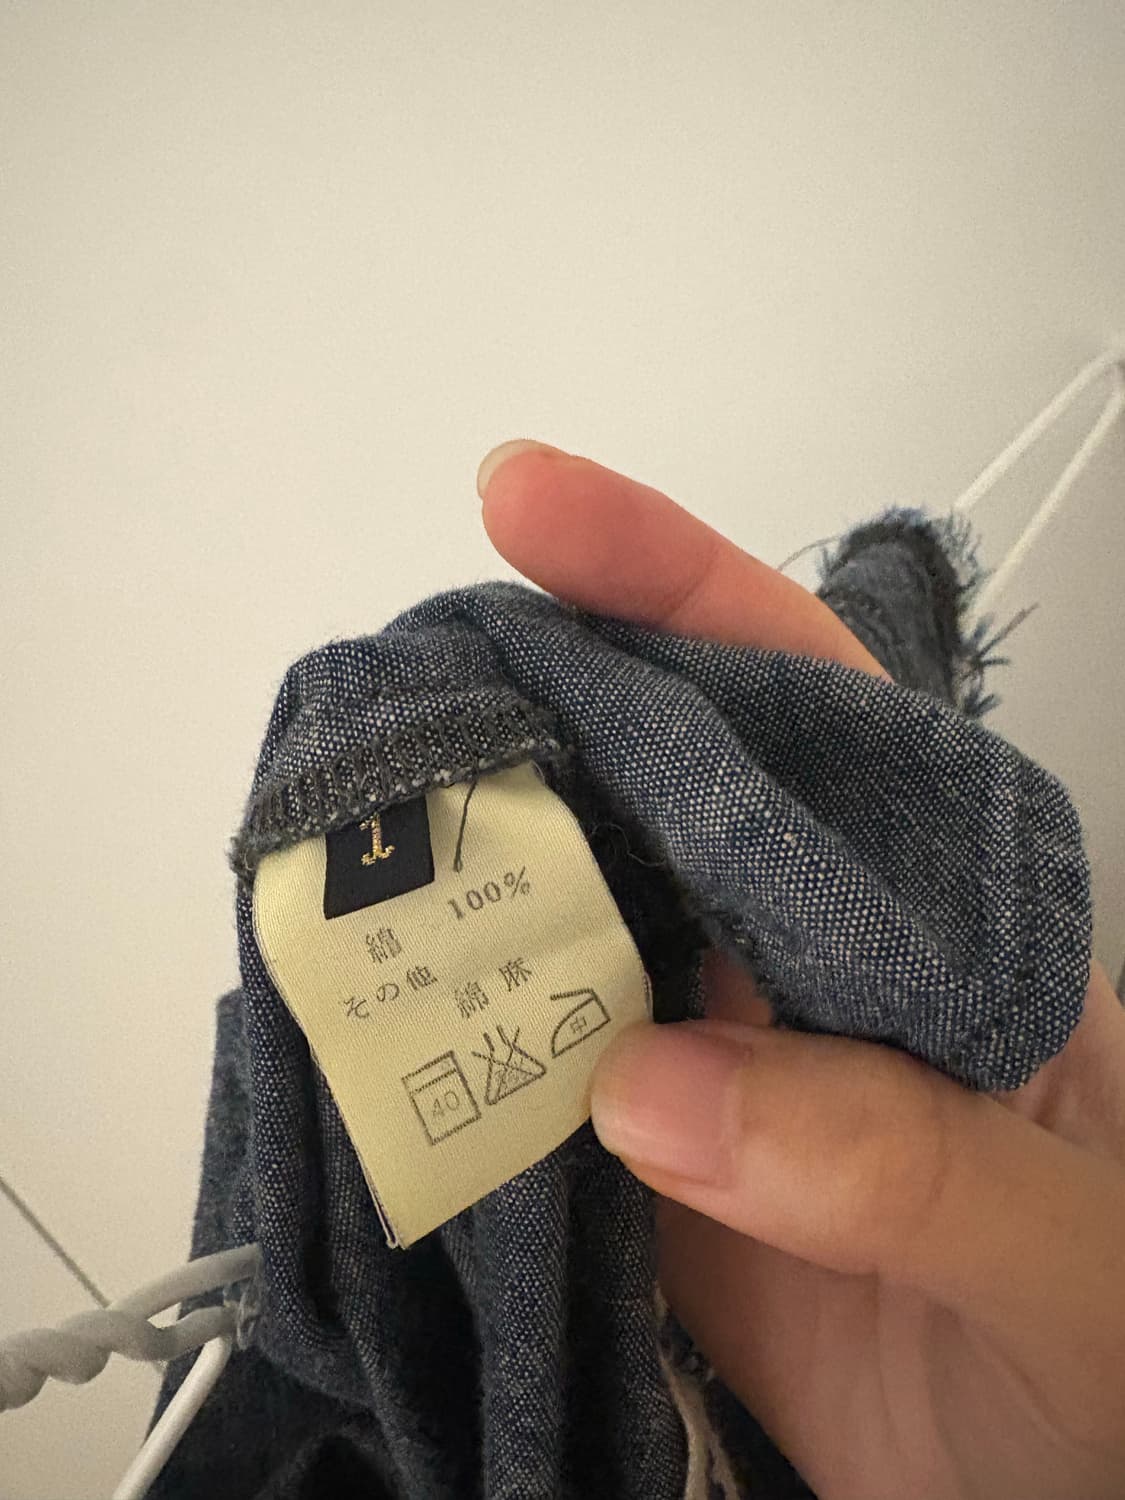 1
綿 100%
その他
綿 麻
40 中